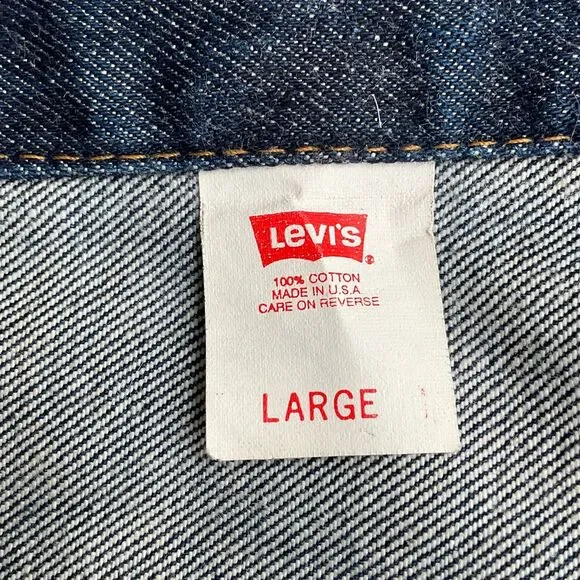 Levi's
100% COTTON
MADE IN U.S.A.
CARE ON REVERSE
LARGE